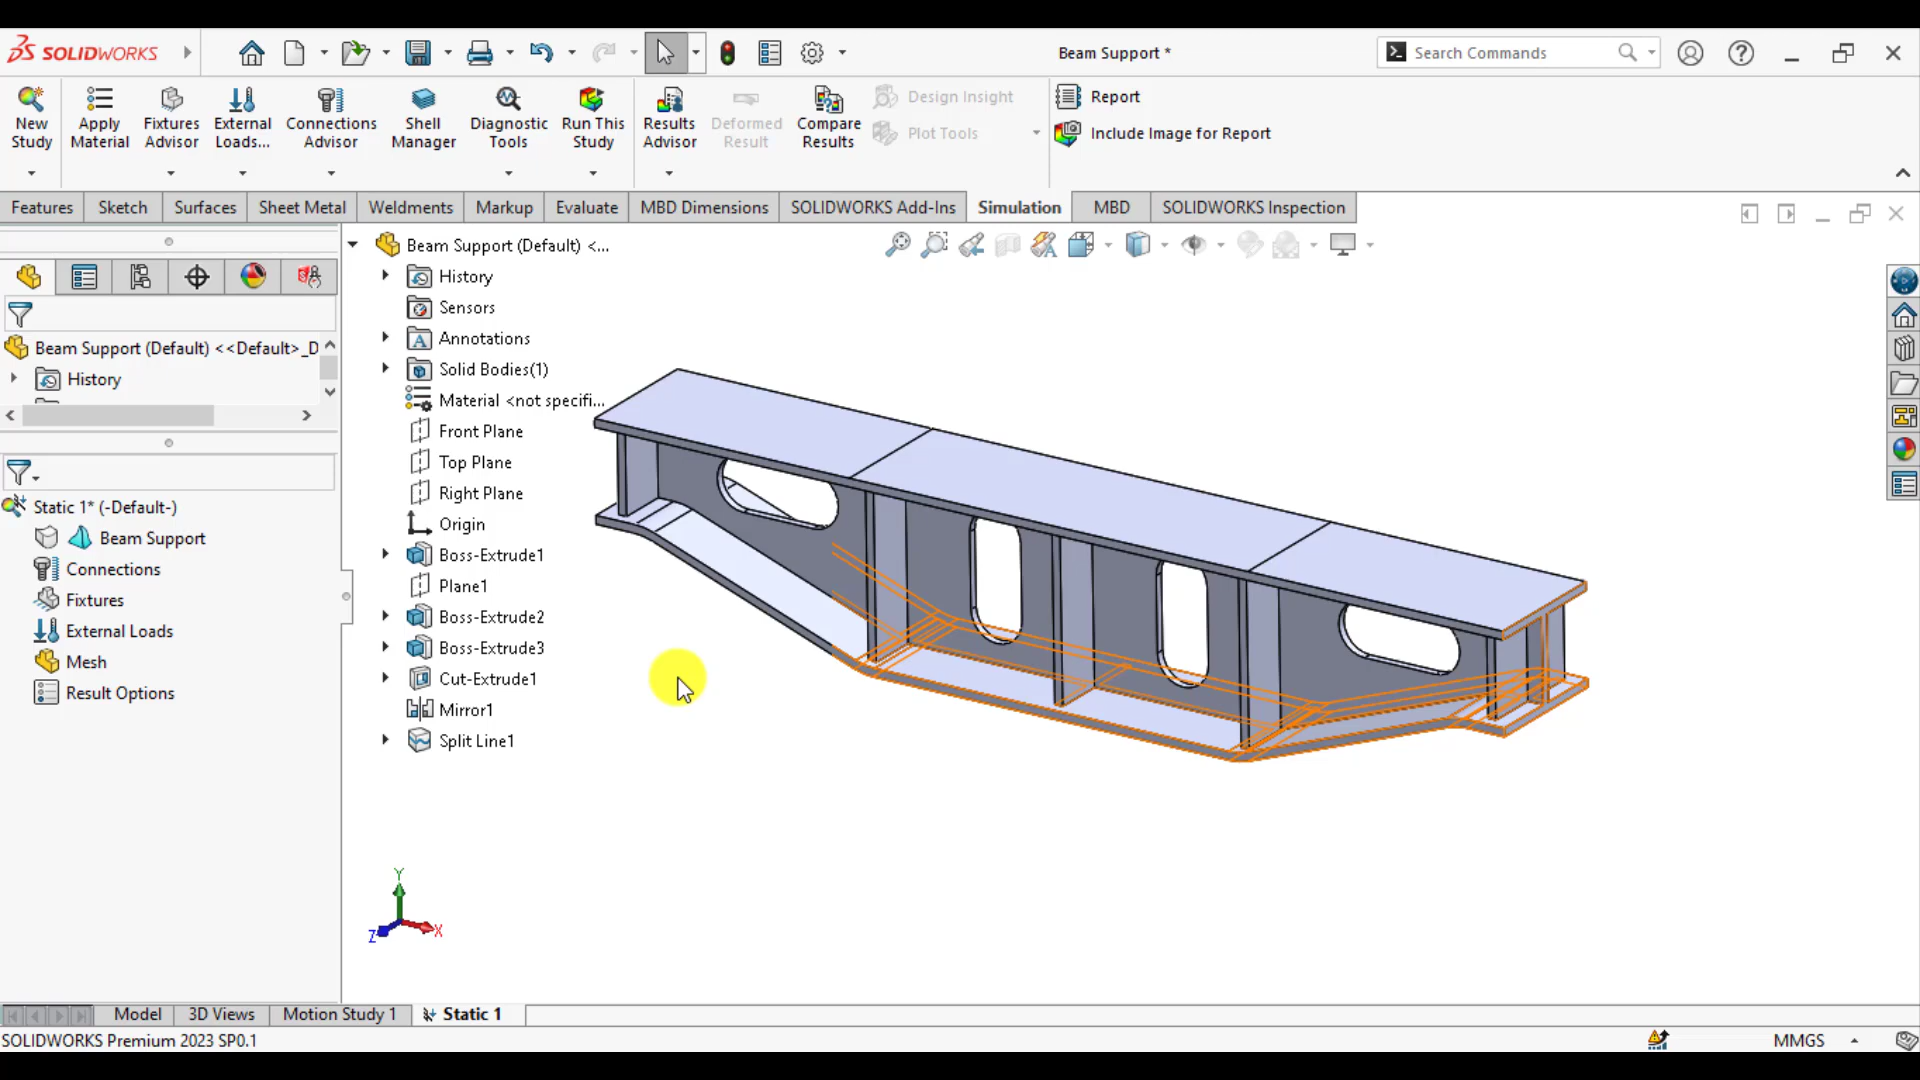 SOLIDWORKS
Beam Support *
Search Commands
New Study
Apply Material
Fixtures Advisor
External Loads...
Connections Advisor
Shell Manager
Diagnostic Tools
Run This Study
Results Advisor
Deformed Result
Compare Results
Design Insight
Plot Tools
Report
Include Image for Report
Features Sketch Surfaces Sheet Metal Weldments Markup Evaluate MBD Dimensions SOLIDWORKS Add-Ins Simulation MBD SOLIDWORKS Inspection
Beam Support (Default) <<Default>_D
History
Static 1* (-Default-)
Beam Support
Connections
Fixtures
External Loads
Mesh
Result Options
Beam Support (Default) <...
History
Sensors
Annotations
Solid Bodies(1)
Material <not specifi...
Front Plane
Top Plane
Right Plane
Origin
Boss-Extrude1
Plane1
Boss-Extrude2
Boss-Extrude3
Cut-Extrude1
Mirror1
Split Line1
Y
Z
X
Model 3D Views Motion Study 1 Static 1
SOLIDWORKS Premium 2023 SP0.1
MMGS